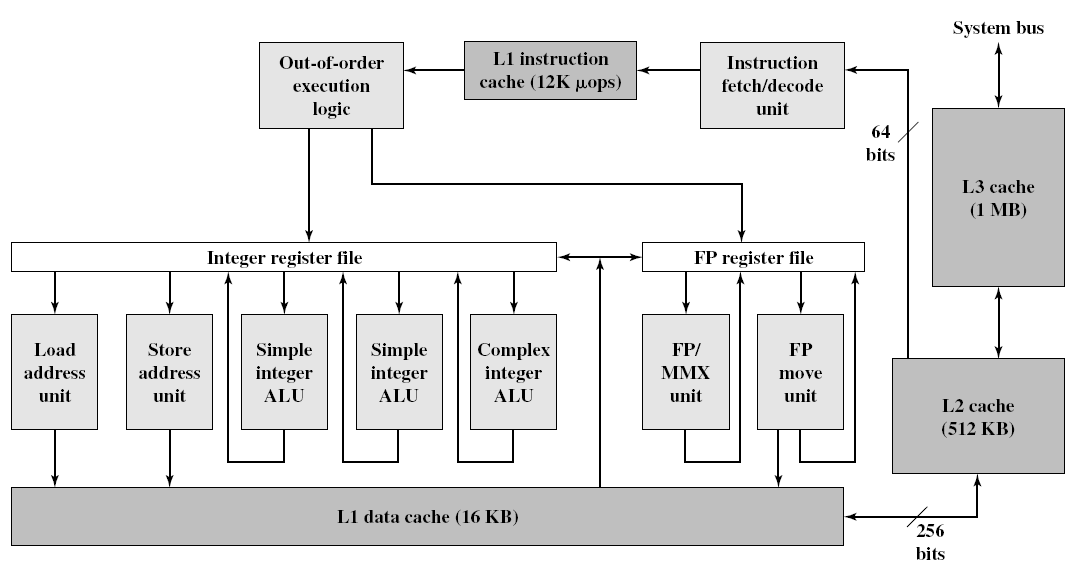 System bus
Out-of-order
execution
logic
L1 instruction
cache (12K μops)
Instruction
fetch/decode
unit
64
bits
L3 cache
(1 MB)
Integer register file
FP register file
Load
address
unit
Store
address
unit
Simple
integer
ALU
Simple
integer
ALU
Complex
integer
ALU
FP/
MMX
unit
FP
move
unit
L2 cache
(512 KB)
L1 data cache (16 KB)
256
bits